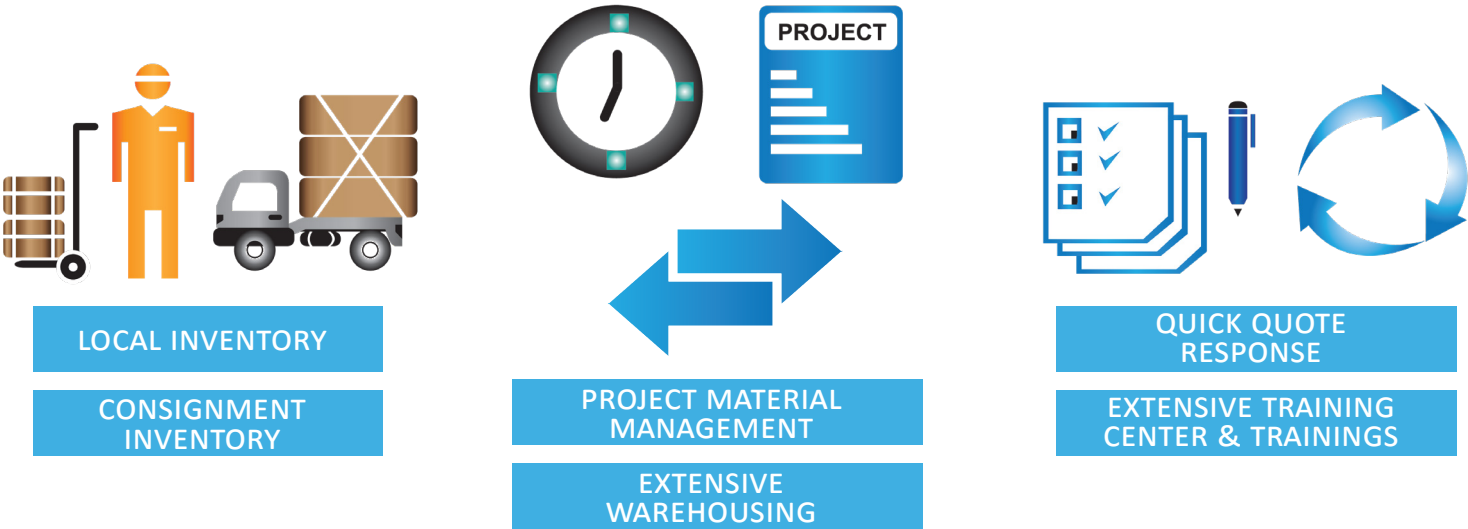 PROJECT
LOCAL INVENTORY
CONSIGNMENT
INVENTORY
PROJECT MATERIAL
MANAGEMENT
EXTENSIVE
WAREHOUSING
QUICK QUOTE
RESPONSE
EXTENSIVE TRAINING
CENTER & TRAININGS